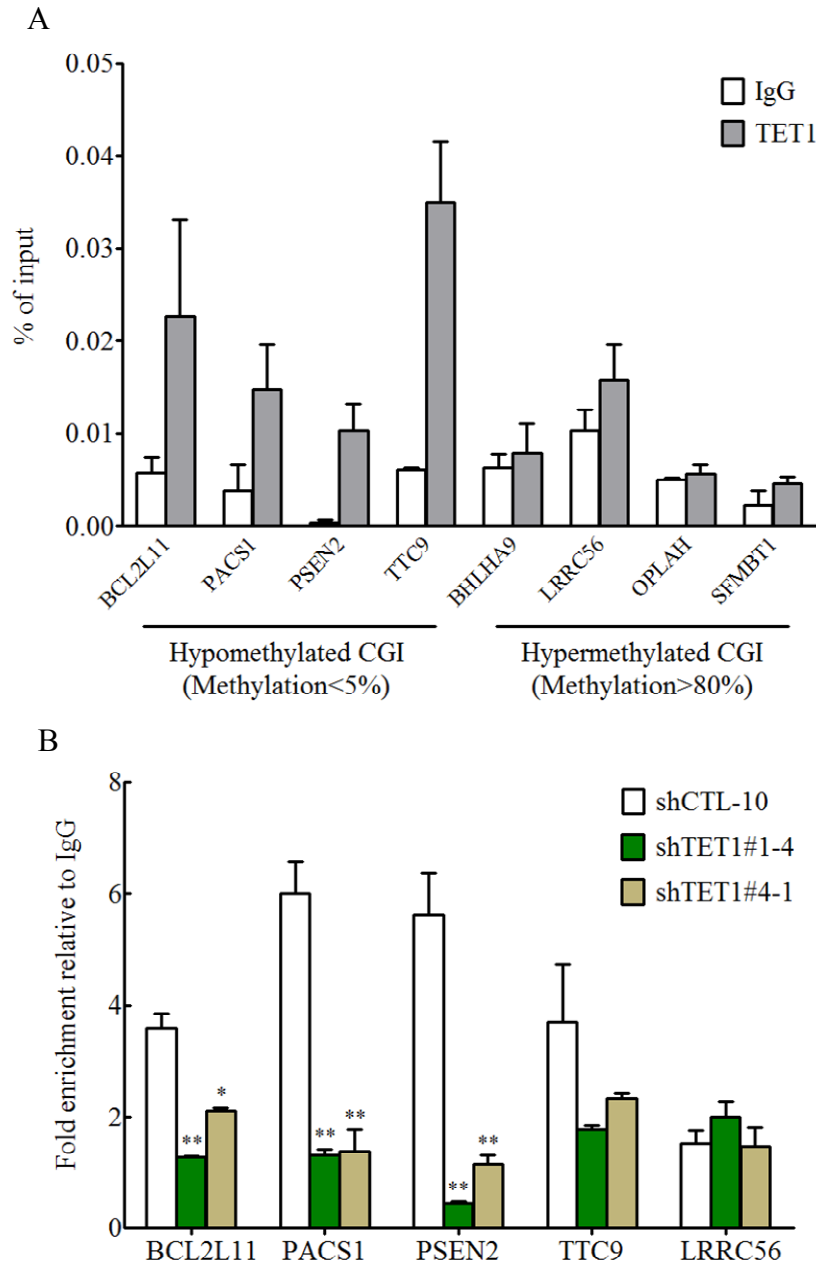 A
0.05
0.04
0.03
0.02
0.01
0.00
% of input
IgG
TET1
BCL2L11
PACS1
PSEN2
TTC9
BHLHA9
LRRC56
OPLAH
SFMBT1
Hypomethylated CGI
(Methylation<5%)
Hypermethylated CGI
(Methylation>80%)
B
8
6
4
2
0
Fold enrichment relative to IgG
shCTL-10
shTET1#1-4
shTET1#4-1
**
*
**
**
**
**
BCL2L11
PACS1
PSEN2
TTC9
LRRC56